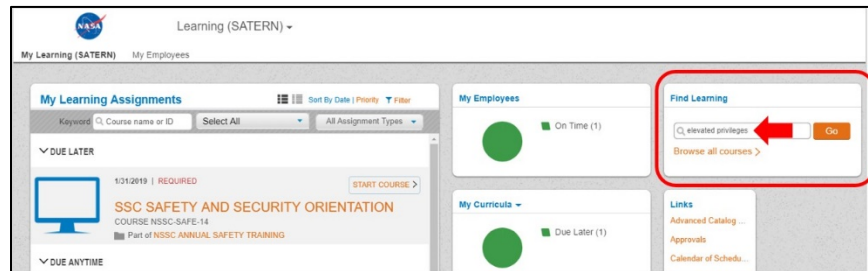 NASA
Learning (SATERN)
My Learning (SATERN) My Employees
My Learning Assignments
Sort By Date | Priority Filter
Keyword Course name or ID Select All All Assignment Types
DUE LATER
1/31/2019 | REQUIRED
START COURSE >
SSC SAFETY AND SECURITY ORIENTATION
COURSE NSSC-SAFE-14
Part of NSSC ANNUAL SAFETY TRAINING
DUE ANYTIME
My Employees
On Time (1)
My Curricula
Due Later (1)
Find Learning
elevated privileges Go
Browse all courses >
Links
Advanced Catalog ...
Approvals
Calendar of Schedu...